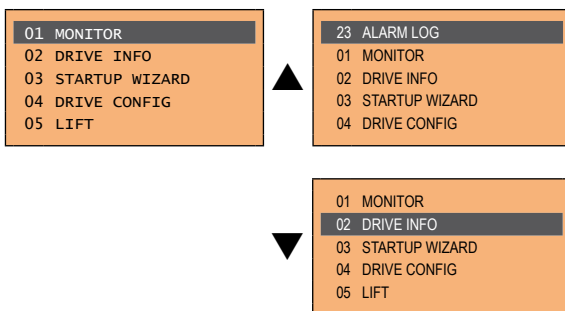 01 MONITOR
02 DRIVE INFO
03 STARTUP WIZARD
04 DRIVE CONFIG
05 LIFT
23 ALARM LOG
01 MONITOR
02 DRIVE INFO
03 STARTUP WIZARD
04 DRIVE CONFIG
01 MONITOR
02 DRIVE INFO
03 STARTUP WIZARD
04 DRIVE CONFIG
05 LIFT